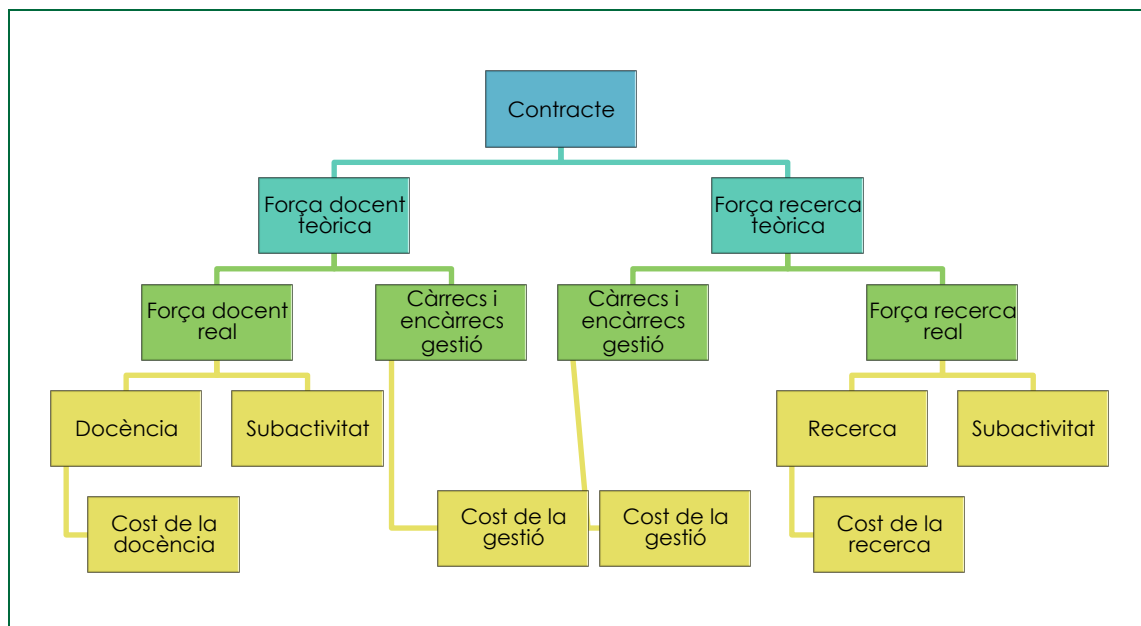 Contracte
Força docent
teòrica
Força recerca
teòrica
Força docent
real
Càrrecs i
encàrrecs
gestió
Càrrecs i
encàrrecs
gestió
Força recerca
real
Docència
Subactivitat
Recerca
Subactivitat
Cost de la
docència
Cost de la
gestió
Cost de la
gestió
Cost de la
recerca